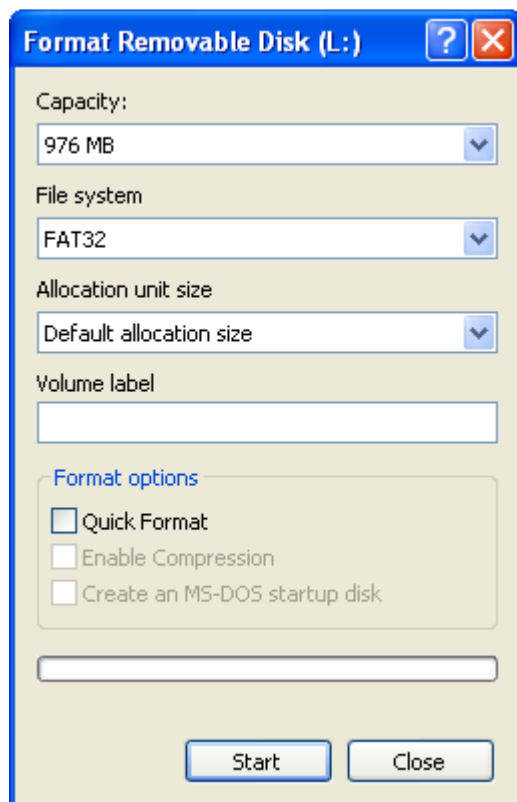 Format Removable Disk (L:)
?
Capacity:
976 MB
File system
FAT32
Allocation unit size
Default allocation size
Volume label
Format options
Quick Format
Enable Compression
Create an MS-DOS startup disk
Start Close